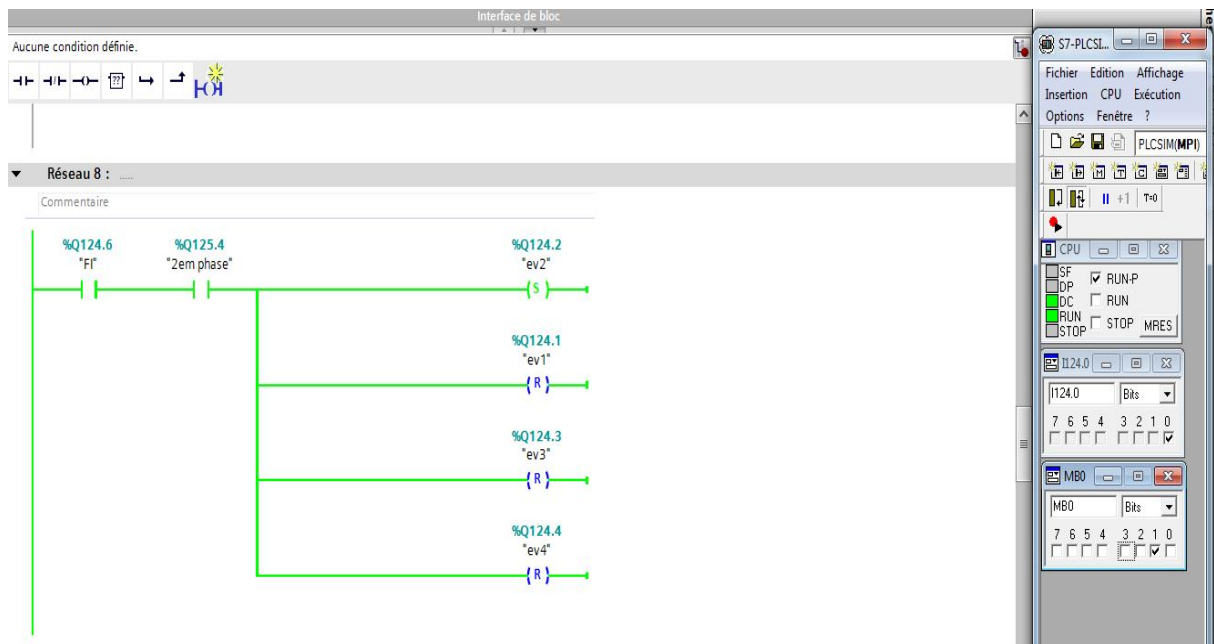 Interface de bloc
Aucune condition définie.
??
Réseau 8 : .....
Commentaire
%Q124.6
"FI"
%Q125.4
"2em phase"
%Q124.2
"ev2"
S
%Q124.1
"ev1"
R
%Q124.3
"ev3"
R
%Q124.4
"ev4"
R
S7-PLCSI...
Fichier Edition Affichage
Insertion CPU Exécution
Options Fenêtre ?
PLCSIM(MPI)
+1 T=0
CPU
SF
DP
DC
RUN
STOP
RUN-P
RUN
STOP MRES
I124.0
I124.0 Bits
7 6 5 4 3 2 1 0
MB0
MB0 Bits
7 6 5 4 3 2 1 0